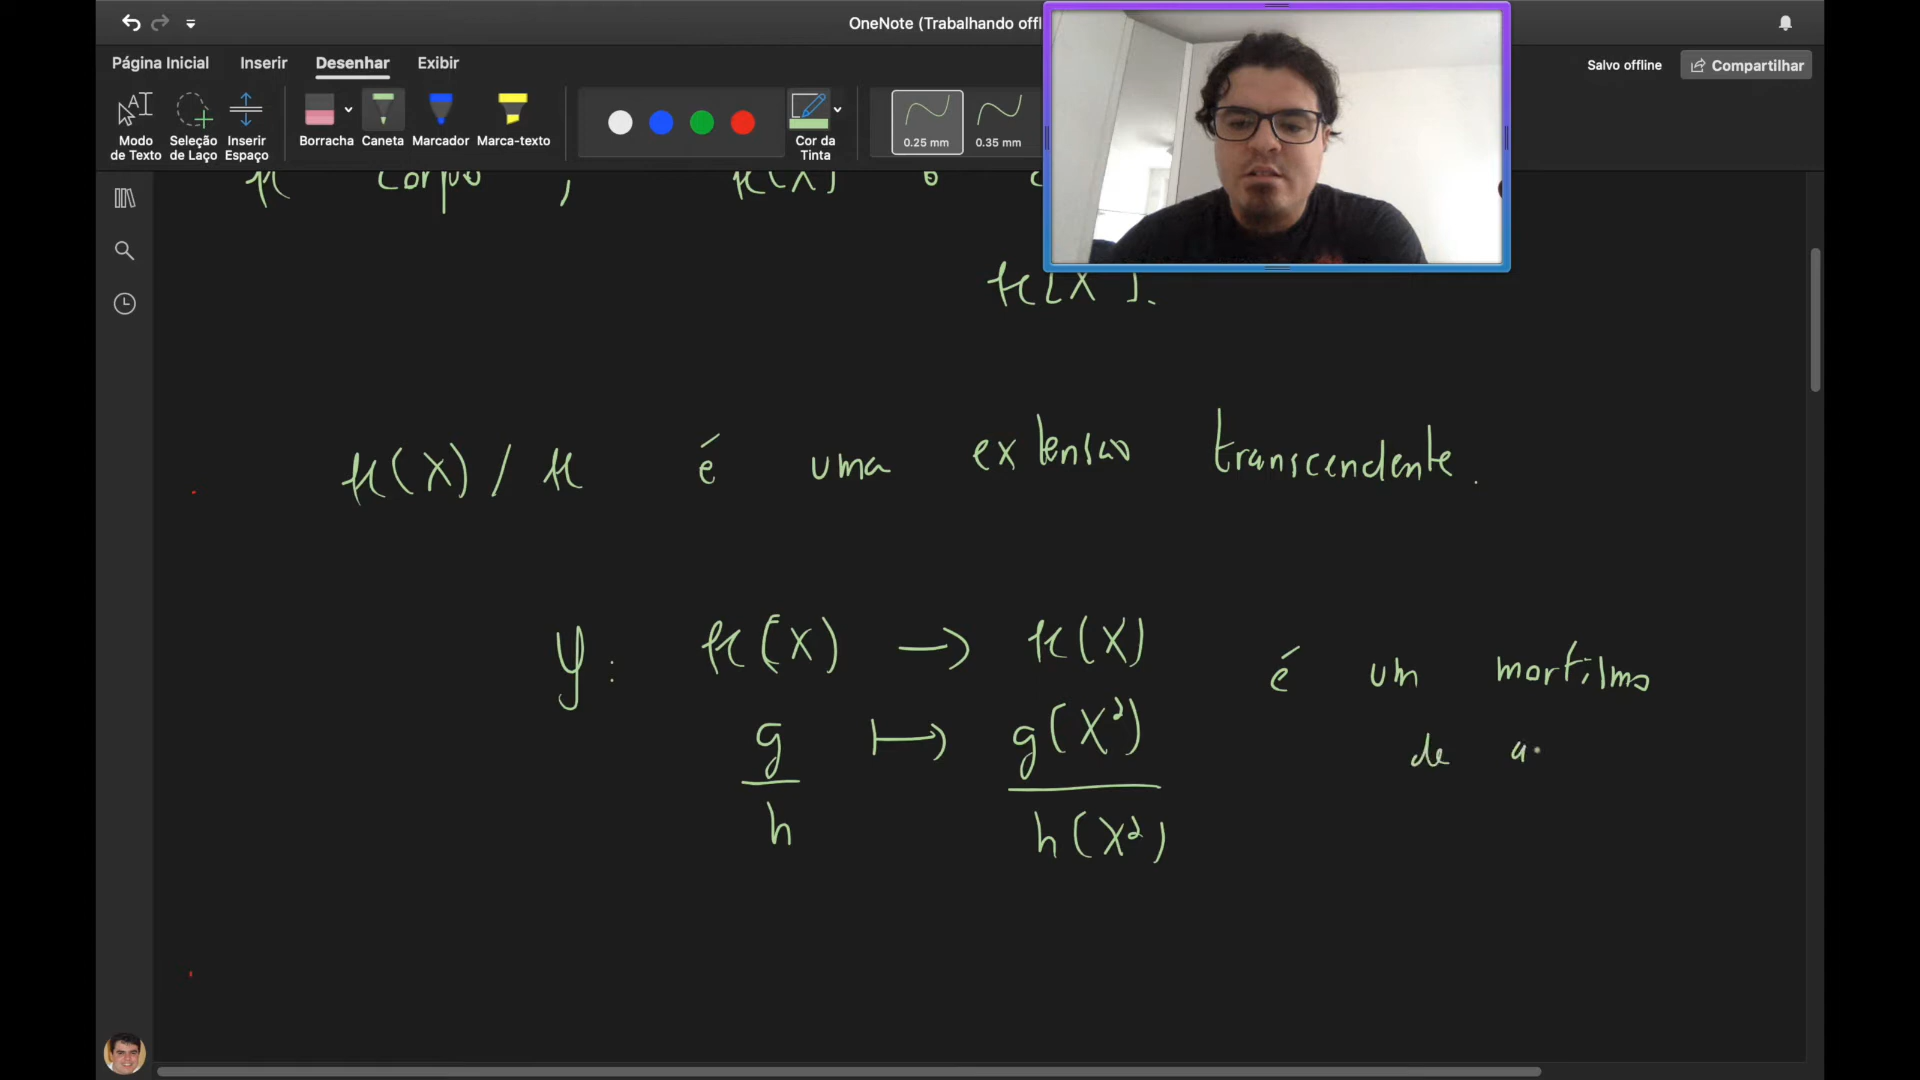 OneNote (Trabalhando offl
Página Inicial Inserir Desenhar Exibir
Salvo offline Compartilhar
Modo de Texto
Seleção de Laço
Inserir Espaço
Borracha
Caneta
Marcador
Marca-texto
Cor da Tinta
0.25 mm
0.35 mm
K corpo , K(X) o c
K[X].
K(X) / K é uma extensão transcendente.
φ: K(X) → K(X) é um morfismo
g ↦ g(X²) de a
h h(X²)